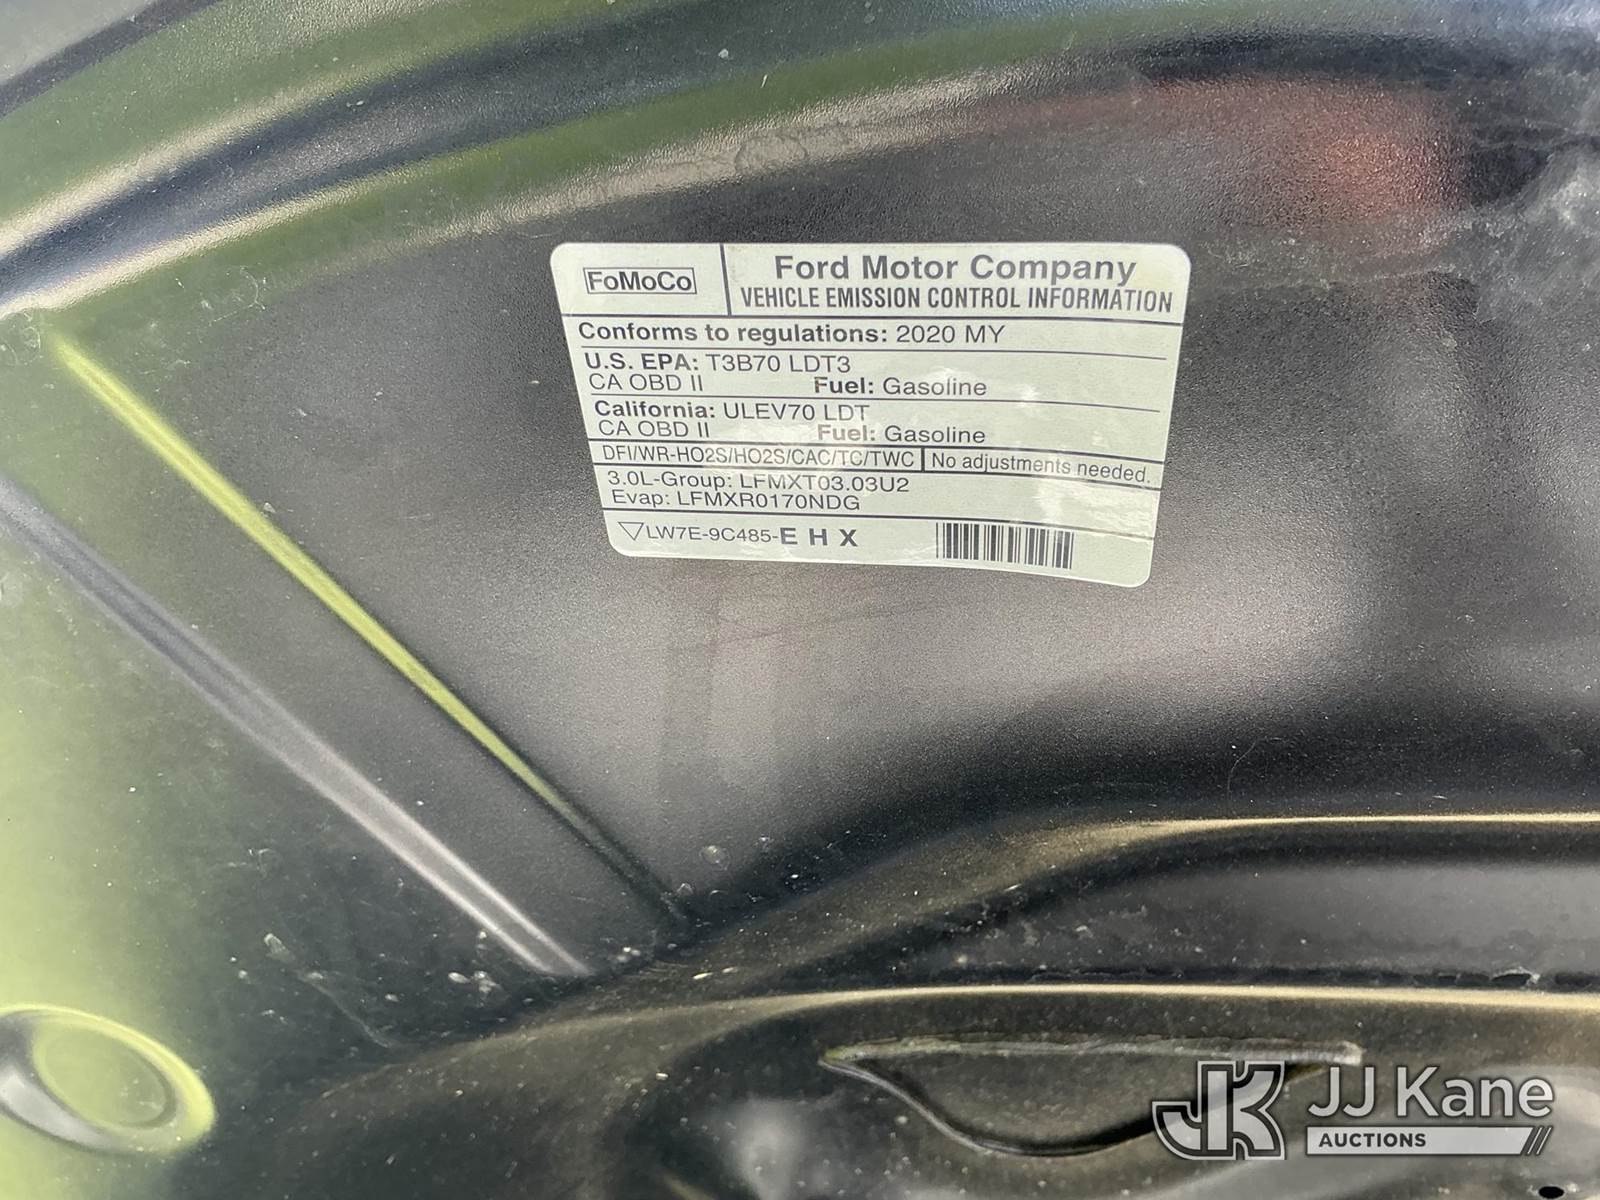 FoMoCo
Ford Motor Company
VEHICLE EMISSION CONTROL INFORMATION
Conforms to regulations: 2020 MY
U.S. EPA: T3B70 LDT3
CA OBD II Fuel: Gasoline
California: ULEV70 LDT
CA OBD II Fuel: Gasoline
DFI/WR-HO2S/HO2S/CAC/TC/TWC No adjustments needed.
3.0L-Group: LFMXT03.03U2
Evap: LFMXR0170NDG
LW7E-9C485-E H X
JK JJ Kane
AUCTIONS